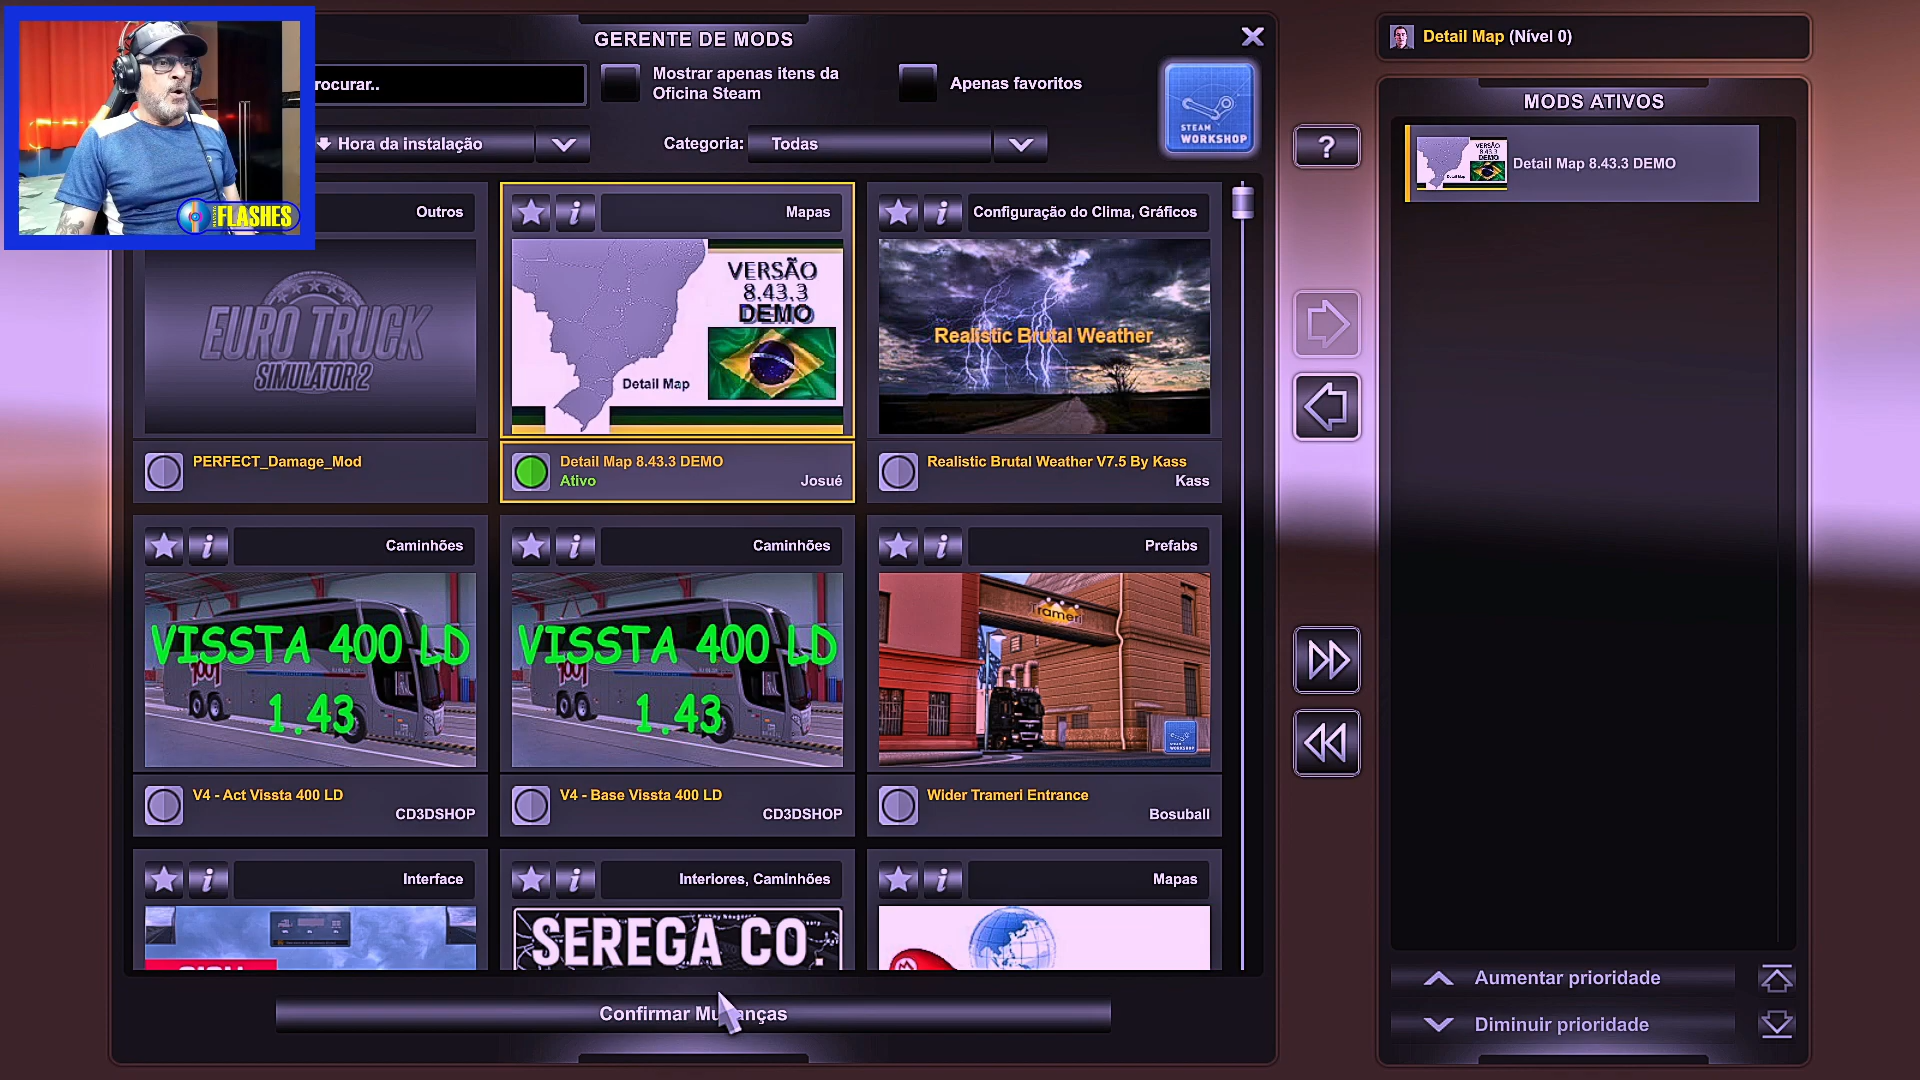 FLASHES
GERENTE DE MODS
rocurar..
Mostrar apenas itens da
Oficina Steam
Apenas favoritos
STEAM
WORKSHOP
Hora da instalação
Categoria:
Todas
Outros
EURO TRUCK
SIMULATOR 2
PERFECT_Damage_Mod
Mapas
VERSÃO
8.43.3
DEMO
Detail Map
Detail Map 8.43.3 DEMO
Ativo
Josué
Configuração do Clima, Gráficos
Realistic Brutal Weather
Realistic Brutal Weather V7.5 By Kass
Kass
Caminhões
VISSTA 400 LD
1.43
V4 - Act Vissta 400 LD
CD3DSHOP
Caminhões
VISSTA 400 LD
1.43
V4 - Base Vissta 400 LD
CD3DSHOP
Prefabs
Trameri
Wider Trameri Entrance
Bosuball
Interface
Interiores, Caminhões
SEREGA CO.
Mapas
Confirmar Mudanças
?
Detail Map (Nível 0)
MODS ATIVOS
VERSÃO
8.43.3
DEMO
Detail Map 8.43.3 DEMO
Aumentar prioridade
Diminuir prioridade